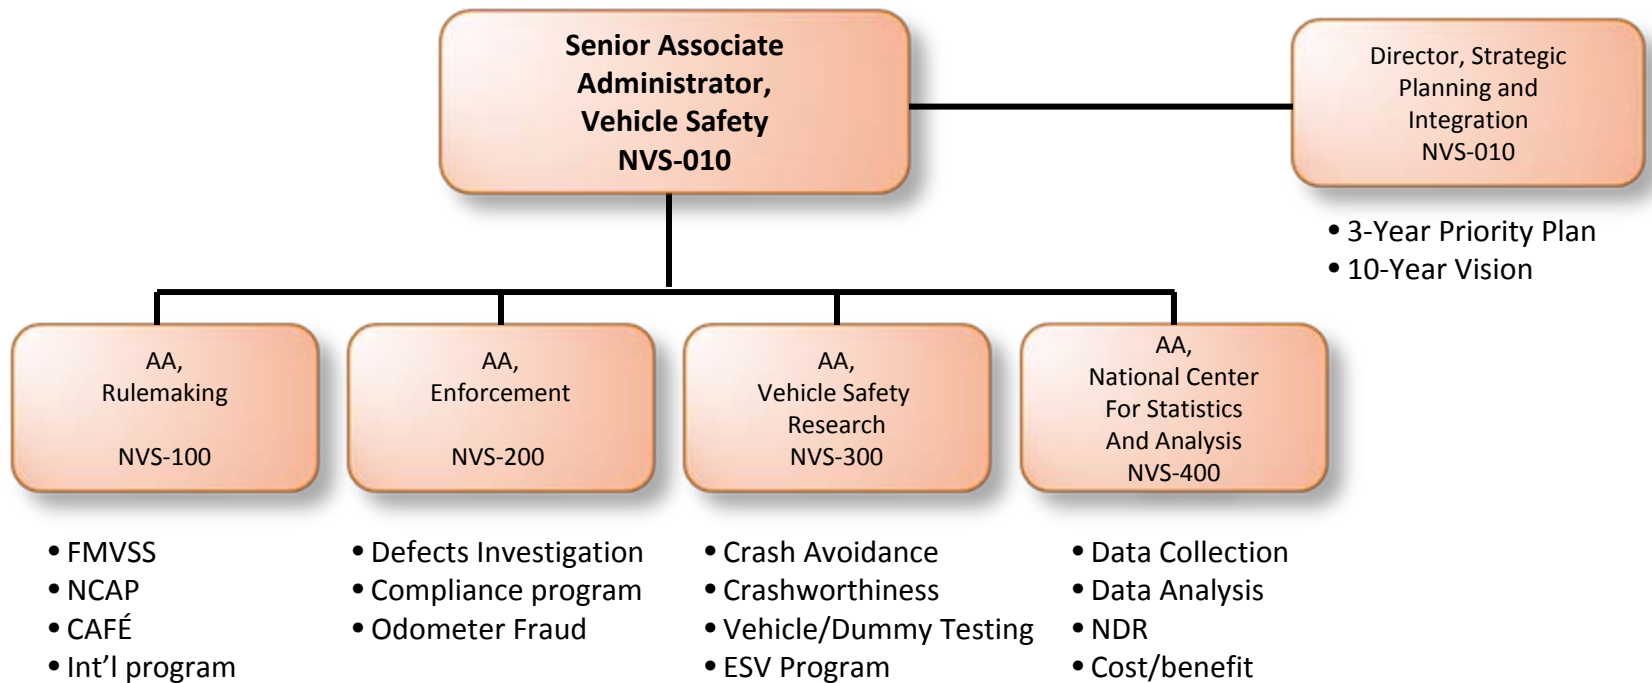 Senior Associate
Administrator,
Vehicle Safety
NVS-010
Director, Strategic
Planning and
Integration
NVS-010
• 3-Year Priority Plan
• 10-Year Vision
AA,
Rulemaking
NVS-100
AA,
Enforcement
NVS-200
AA,
Vehicle Safety
Research
NVS-300
AA,
National Center
For Statistics
And Analysis
NVS-400
• FMVSS
• NCAP
• CAFÉ
• Int’l program
• Defects Investigation
• Compliance program
• Odometer Fraud
• Crash Avoidance
• Crashworthiness
• Vehicle/Dummy Testing
• ESV Program
• Data Collection
• Data Analysis
• NDR
• Cost/benefit